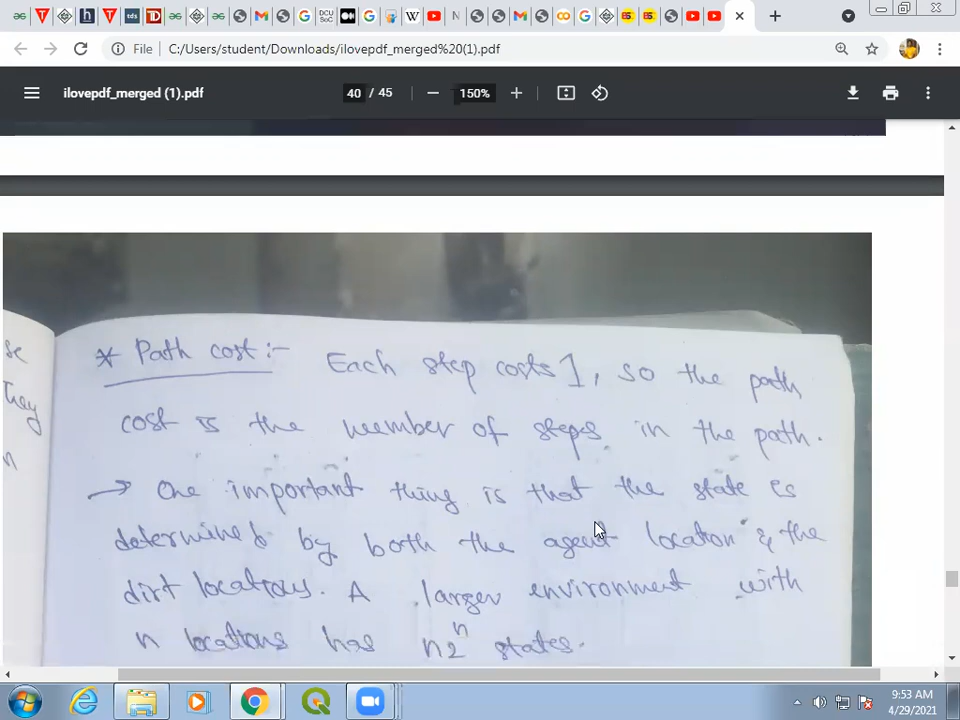 File C:/Users/student/Downloads/ilovepdf_merged%20(1).pdf
ilovepdf_merged (1).pdf 40 / 45 150%
* Path cost:- Each step costs 1, so the path
cost is the number of steps in the path.
→ One important thing is that the state is
determined by both the agent location & the
dirt locations. A larger environment with
n locations has n2ⁿ states.
se
they
n
9:53 AM
4/29/2021